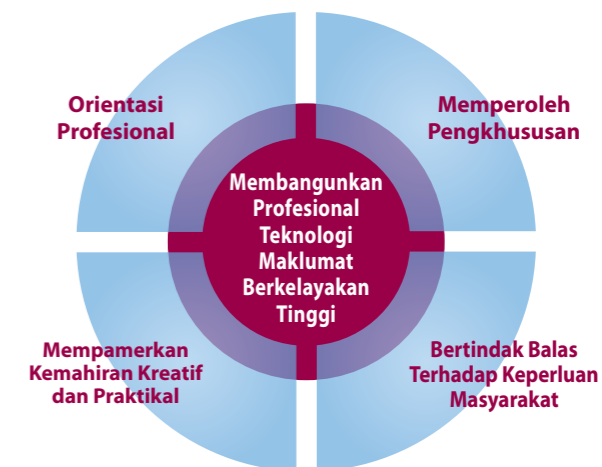 Orientasi
Profesional
Memperoleh
Pengkhususan
Membangunkan
Profesional
Teknologi
Maklumat
Berkelayakan
Tinggi
Mempamerkan
Kemahiran Kreatif
dan Praktikal
Bertindak Balas
Terhadap Keperluan
Masyarakat